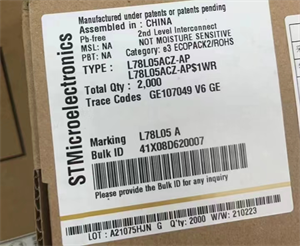 STMicroelectronics
Manufactured under patents or patents pending
Assembled in : CHINA
Pb-free 2nd Level Interconnect
MSL: NA NOT MOISTURE SENSITIVE
PBT: NA Category: e3 ECOPACK2/ROHS
TYPE : L78L05ACZ-AP
L78L05ACZ-APS1WR
Total Qty : 2,000
Trace Codes GE107049 V6 GE
Marking L78L05 A
Bulk ID 41X08D620007
Please provide the Bulk ID for any inquiry
LOT : A21075HJN G Q'ty: 2000 W/W: 210223